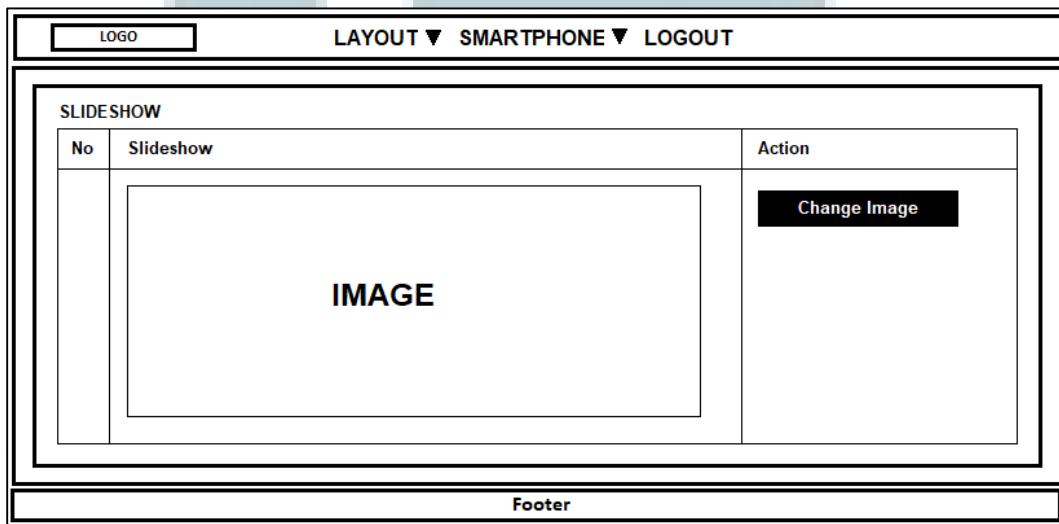 LOGO LAYOUT ▼ SMARTPHONE ▼ LOGOUT
SLIDESHOW
No Slideshow Action
Change Image
IMAGE
Footer